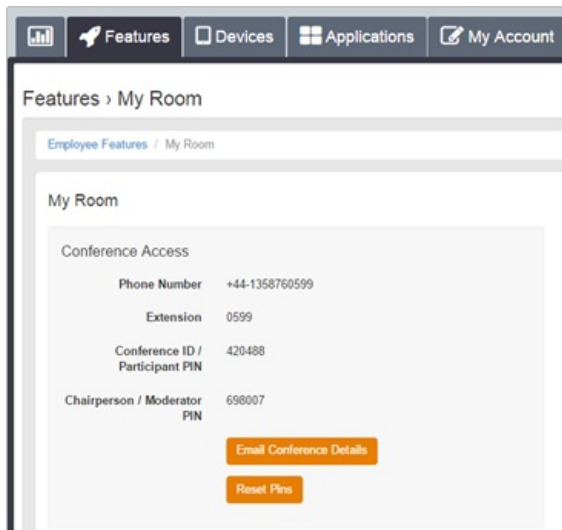 Features
Devices
Applications
My Account
Features › My Room
Employee Features / My Room
My Room
Conference Access
Phone Number +44-1358760599
Extension 0599
Conference ID / 420488
Participant PIN
Chairperson / Moderator 698007
PIN
Email Conference Details
Reset Pins